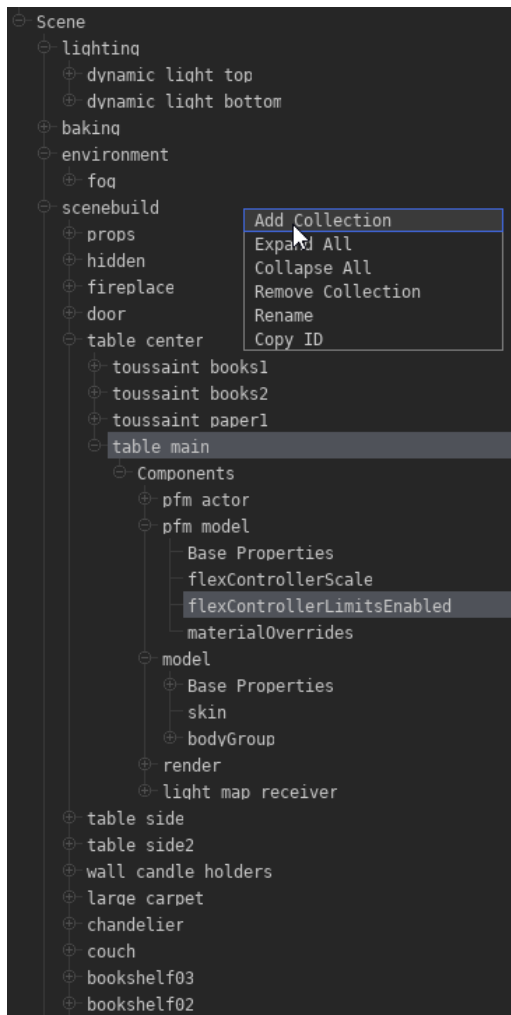 Scene
lighting
dynamic light top
dynamic light bottom
baking
environment
fog
scenebuild
props
hidden
fireplace
door
table center
toussaint books1
toussaint books2
toussaint paper1
table main
Components
pfm actor
pfm model
Base Properties
flexControllerScale
flexControllerLimitsEnabled
materialOverrides
model
Base Properties
skin
bodyGroup
render
light map receiver
table side
table side2
wall candle holders
large carpet
chandelier
couch
bookshelf03
bookshelf02
Add Collection
Expand All
Collapse All
Remove Collection
Rename
Copy ID